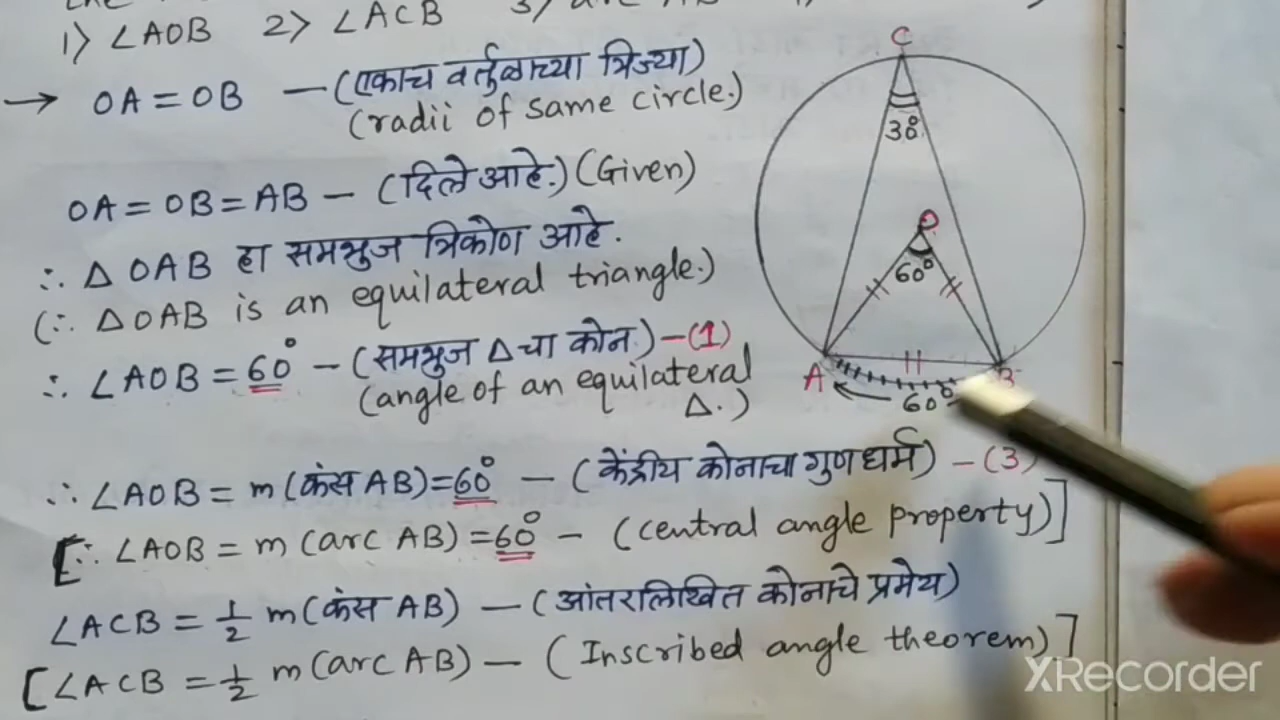 1) ∠AOB 2) ∠ACB 3)
→ OA = OB — (एकाच वर्तुळाच्या त्रिज्या)
(radii of same circle.)
OA = OB = AB — (दिले आहे.) (Given)
∴ △ OAB हा समभुज त्रिकोण आहे.
(∴ △OAB is an equilateral triangle.)
∴ ∠AOB = 60° — (समभुज △चा कोन.) —(1)
(angle of an equilateral △.)
∴ ∠AOB = m (कंस AB) = 60° — (केंद्रीय कोनाचा गुणधर्म) — (3)
[∴ ∠AOB = m (arc AB) = 60° — (central angle property)]
∠ACB = 1/2 m (कंस AB) — (आंतरलिखित कोनाचे प्रमेय)
[∠ACB = 1/2 m (arc AB) — (Inscribed angle theorem)]
C
30°
O
60°
A
B
60°
XRecorder